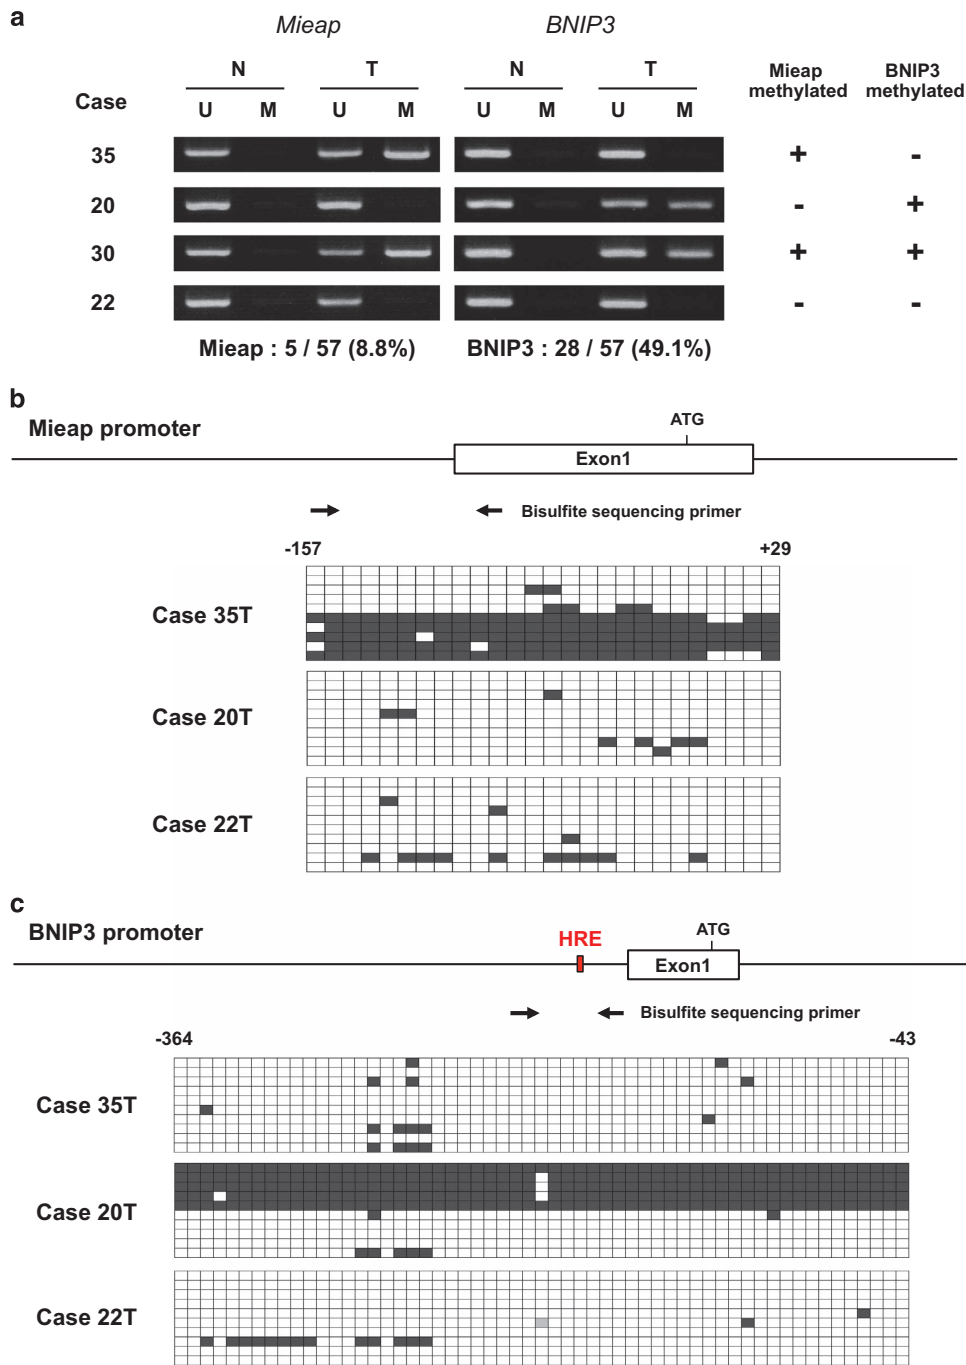 a
Mieap BNIP3
N T N T
Case U M U M U M U M Mieap methylated BNIP3 methylated
35 + -
20 - +
30 + +
22 - -
Mieap : 5 / 57 (8.8%) BNIP3 : 28 / 57 (49.1%)
b
Mieap promoter ATG
Exon1
Bisulfite sequencing primer
-157 +29
Case 35T
Case 20T
Case 22T
c
BNIP3 promoter HRE ATG
Exon1
Bisulfite sequencing primer
-364 -43
Case 35T
Case 20T
Case 22T